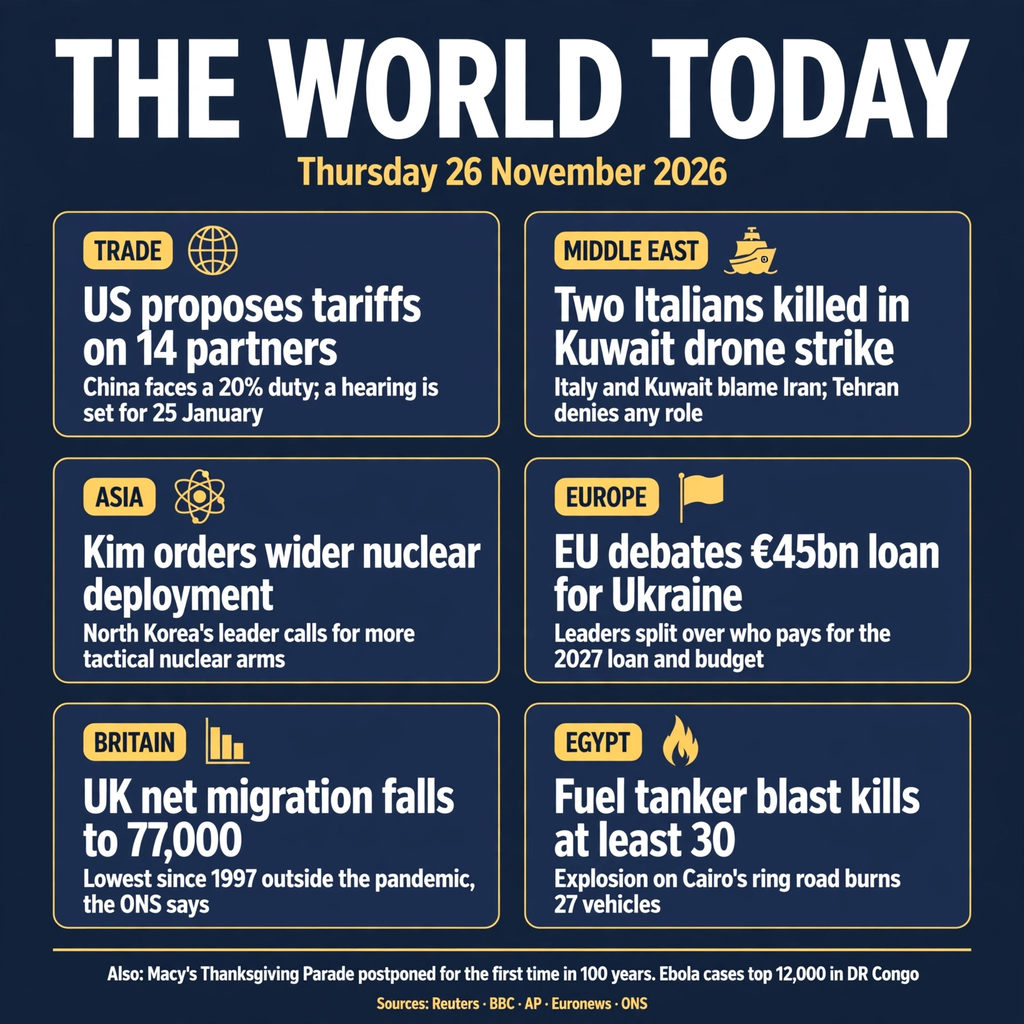 THE WORLD TODAY
Thursday 26 November 2026
TRADE
US proposes tariffs
on 14 partners
China faces a 20% duty; a hearing is
set for 25 January
MIDDLE EAST
Two Italians killed in
Kuwait drone strike
Italy and Kuwait blame Iran; Tehran
denies any role
ASIA
Kim orders wider nuclear
deployment
North Korea's leader calls for more
tactical nuclear arms
EUROPE
EU debates €45bn loan
for Ukraine
Leaders split over who pays for the
2027 loan and budget
BRITAIN
UK net migration falls
to 77,000
Lowest since 1997 outside the pandemic,
the ONS says
EGYPT
Fuel tanker blast kills
at least 30
Explosion on Cairo's ring road burns
27 vehicles
Also: Macy's Thanksgiving Parade postponed for the first time in 100 years. Ebola cases top 12,000 in DR Congo
Sources: Reuters · BBC · AP · Euronews · ONS